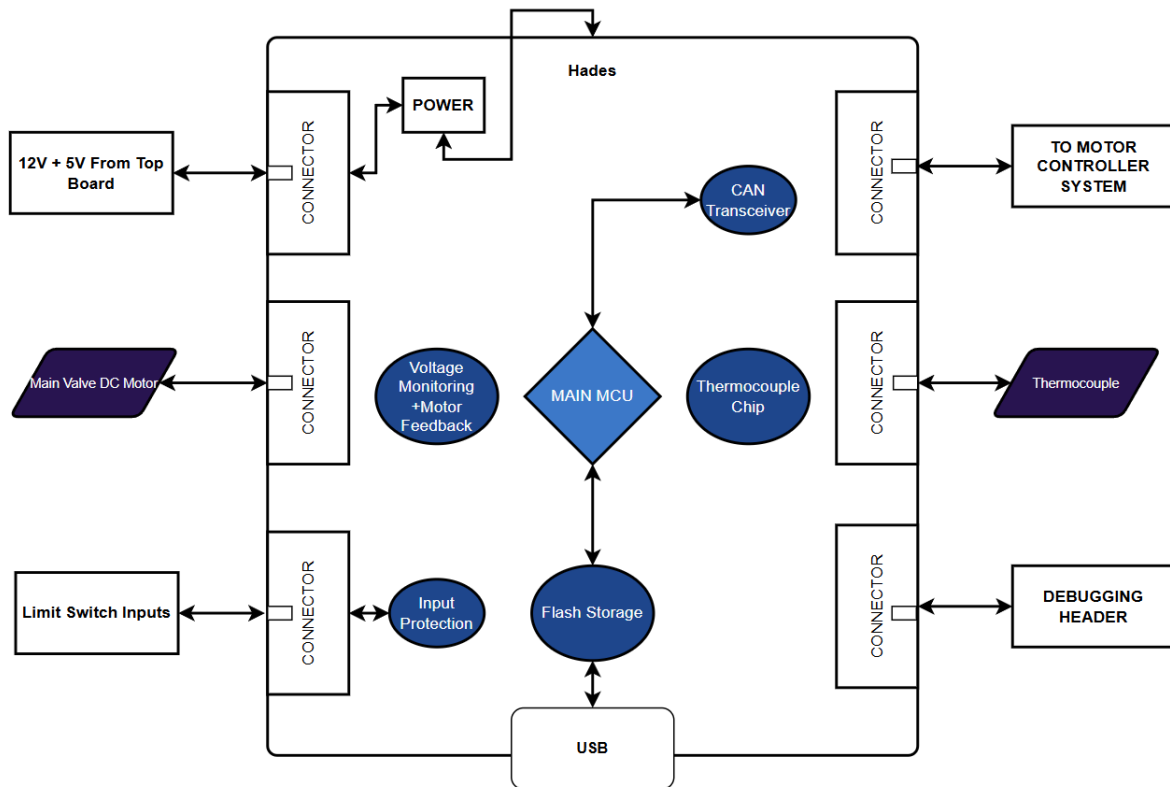 Hades
POWER
CONNECTOR
12V + 5V From Top
Board
CONNECTOR
TO MOTOR
CONTROLLER
SYSTEM
CAN
Transceiver
CONNECTOR
Main Valve DC Motor
Voltage
Monitoring
+Motor
Feedback
MAIN MCU
Thermocouple
Chip
CONNECTOR
Thermocouple
CONNECTOR
Limit Switch Inputs
Input
Protection
Flash Storage
CONNECTOR
DEBUGGING
HEADER
USB